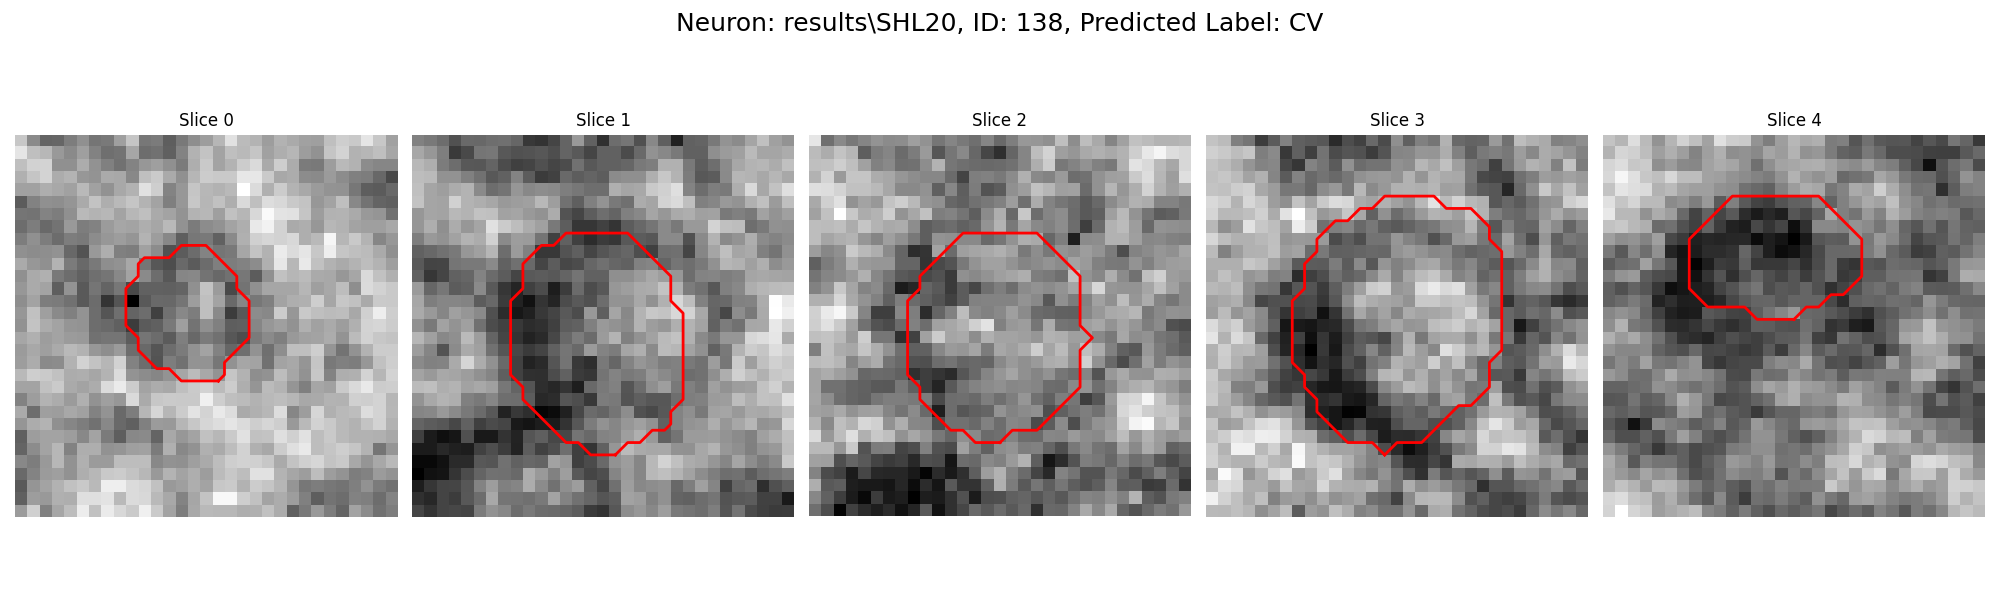 Neuron: results\SHL20, ID: 138, Predicted Label: CV
Slice 0
Slice 1
Slice 2
Slice 3
Slice 4